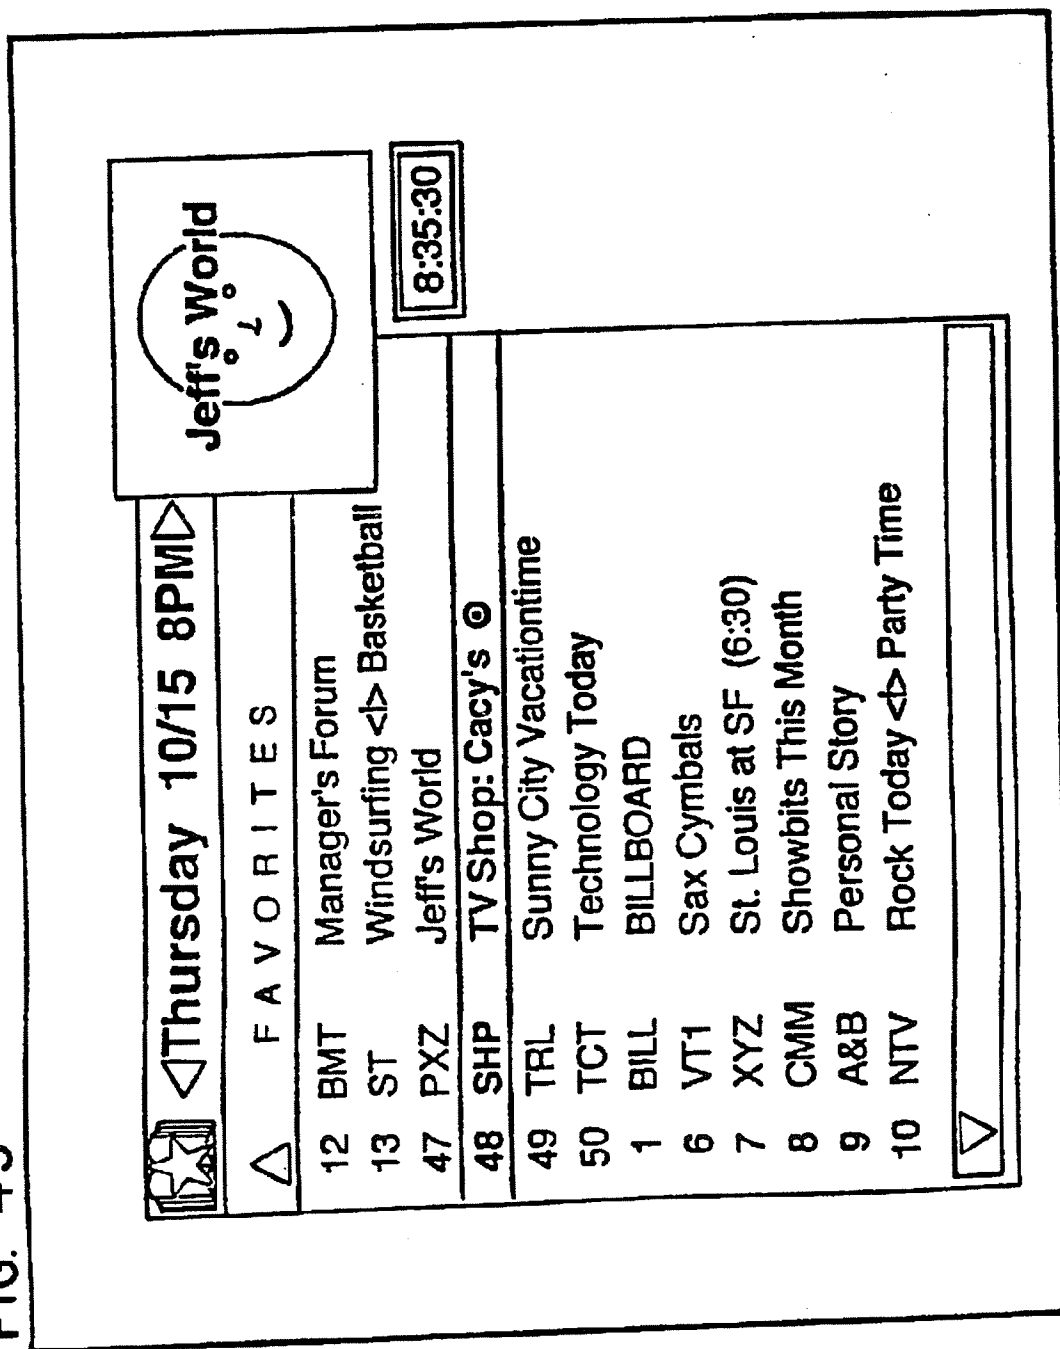 Thursday 10/15 8PM
Jeff's World
FAVORITES
8:35:30
12 BMT Manager's Forum
13 ST Windsurfing <I> Basketball
47 PXZ Jeff's World
48 SHP TV Shop: Cacy's
49 TRL Sunny City Vacationtime
50 TCT Technology Today
1 BILL BILLBOARD
6 VT1 Sax Cymbals
7 XYZ St. Louis at SF (6:30)
8 CMM Showbits This Month
9 A&B Personal Story
10 NTV Rock Today <I> Party Time